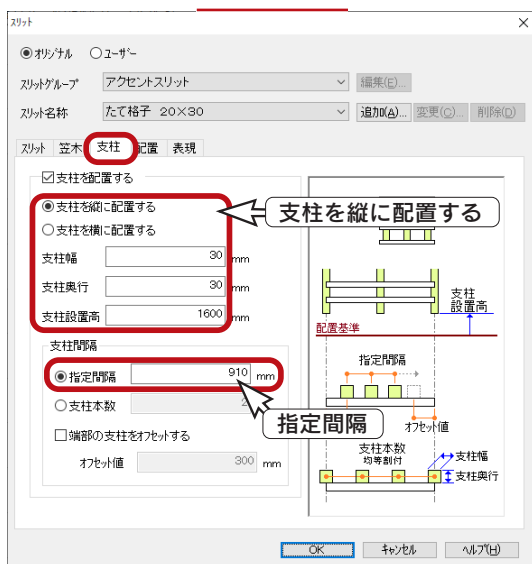 スリット
オリジナル ユーザー
スリットグループ アクセントスリット 編集(E)...
スリット名称 たて格子 20×30 追加(A)... 変更(C)... 削除(D)
スリット 笠木 支柱 配置 表現
支柱を配置する
支柱を縦に配置する
支柱を横に配置する
支柱幅 30 mm
支柱奥行 30 mm
支柱設置高 1600 mm
支柱間隔
指定間隔 910 mm
支柱本数
端部の支柱をオフセットする
オフセット値 300 mm
支柱を縦に配置する
指定間隔
支柱
設置高
配置基準
指定間隔
オフセット値
支柱本数
均等割付
支柱幅
支柱奥行
OK キャンセル ヘルプ(H)